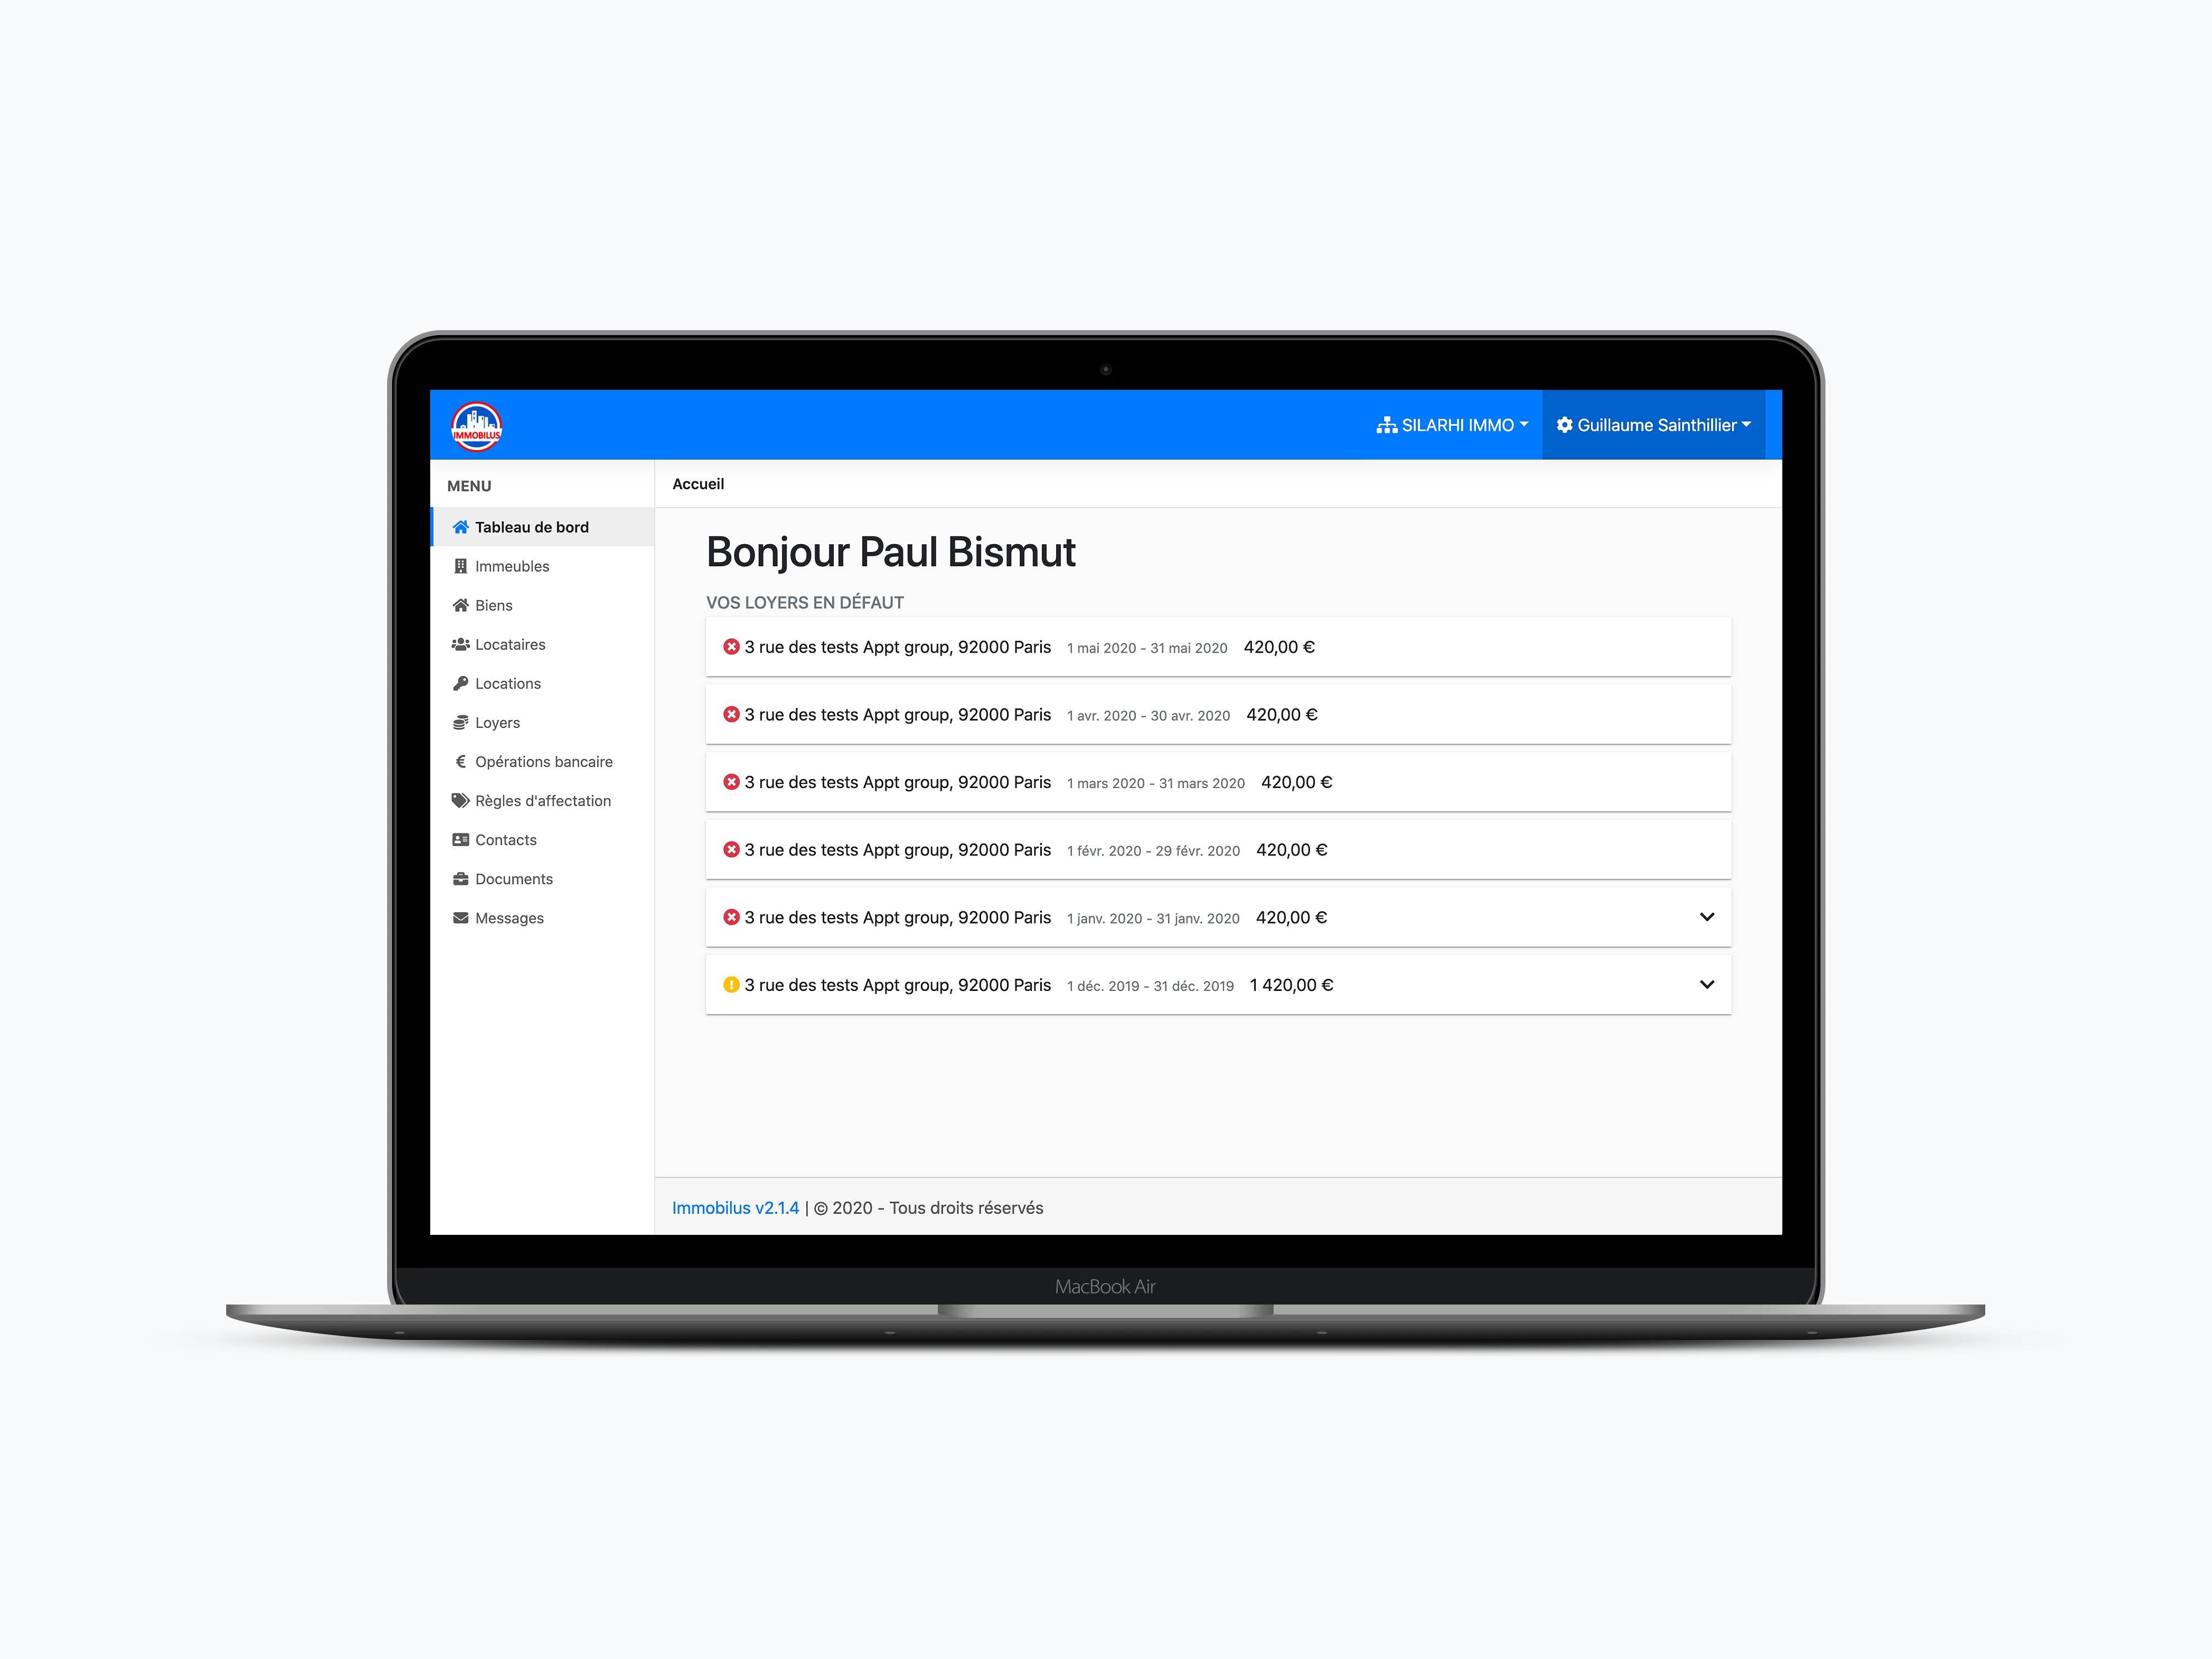 IMMOBILUS
SILARHI IMMO
Guillaume Sainthillier
MENU
Accueil
Tableau de bord
Immeubles
Biens
Locataires
Locations
Loyers
€ Opérations bancaire
Règles d'affectation
Contacts
Documents
Messages
Bonjour Paul Bismut
VOS LOYERS EN DÉFAUT
3 rue des tests Appt group, 92000 Paris 1 mai 2020 - 31 mai 2020 420,00 €
3 rue des tests Appt group, 92000 Paris 1 avr. 2020 - 30 avr. 2020 420,00 €
3 rue des tests Appt group, 92000 Paris 1 mars 2020 - 31 mars 2020 420,00 €
3 rue des tests Appt group, 92000 Paris 1 févr. 2020 - 29 févr. 2020 420,00 €
3 rue des tests Appt group, 92000 Paris 1 janv. 2020 - 31 janv. 2020 420,00 €
3 rue des tests Appt group, 92000 Paris 1 déc. 2019 - 31 déc. 2019 1 420,00 €
Immobilus v2.1.4 | © 2020 - Tous droits réservés
MacBook Air